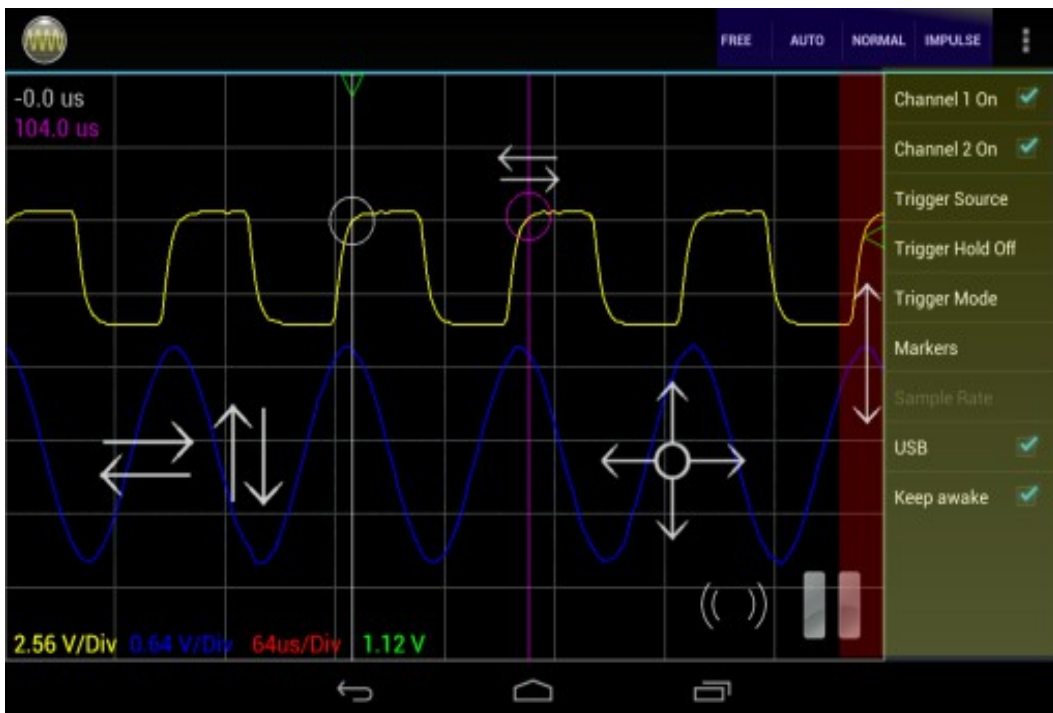 FREE AUTO NORMAL IMPULSE
-0.0 us
104.0 us
Channel 1 On
Channel 2 On
Trigger Source
Trigger Hold Off
Trigger Mode
Markers
Sample Rate
USB
Keep awake
2.56 V/Div 0.64 V/Div 64us/Div 1.12 V